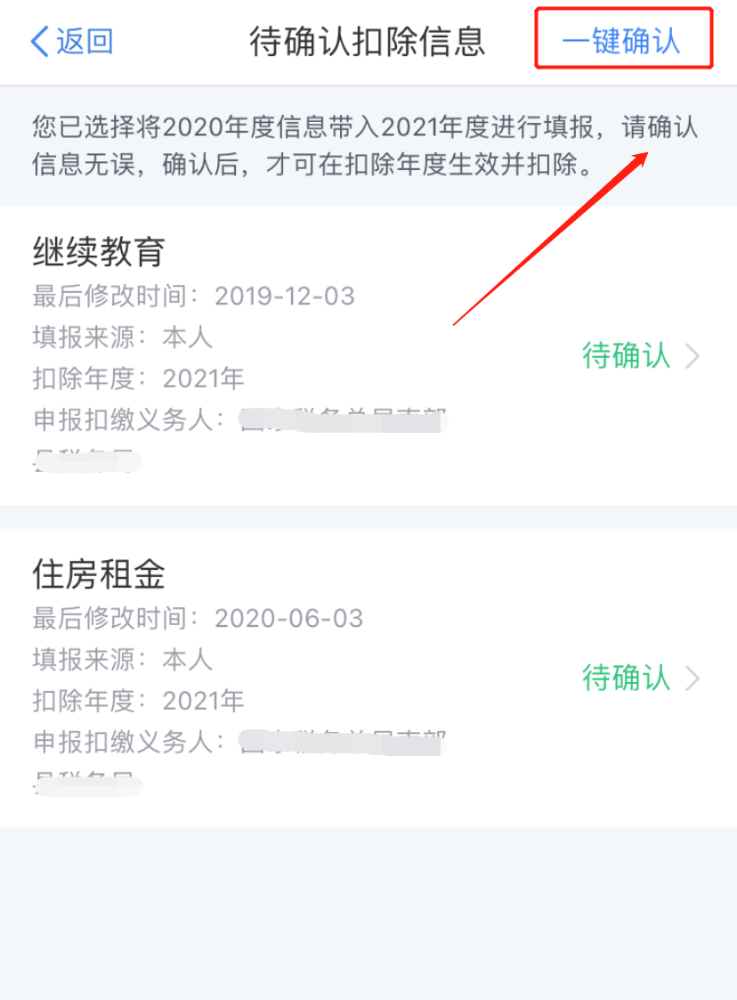 返回
待确认扣除信息
一键确认
您已选择将2020年度信息带入2021年度进行填报，请确认
信息无误，确认后，才可在扣除年度生效并扣除。
继续教育
最后修改时间：2019-12-03
填报来源：本人
待确认
扣除年度：2021年
申报扣缴义务人：
住房租金
最后修改时间：2020-06-03
填报来源：本人
待确认
扣除年度：2021年
申报扣缴义务人：